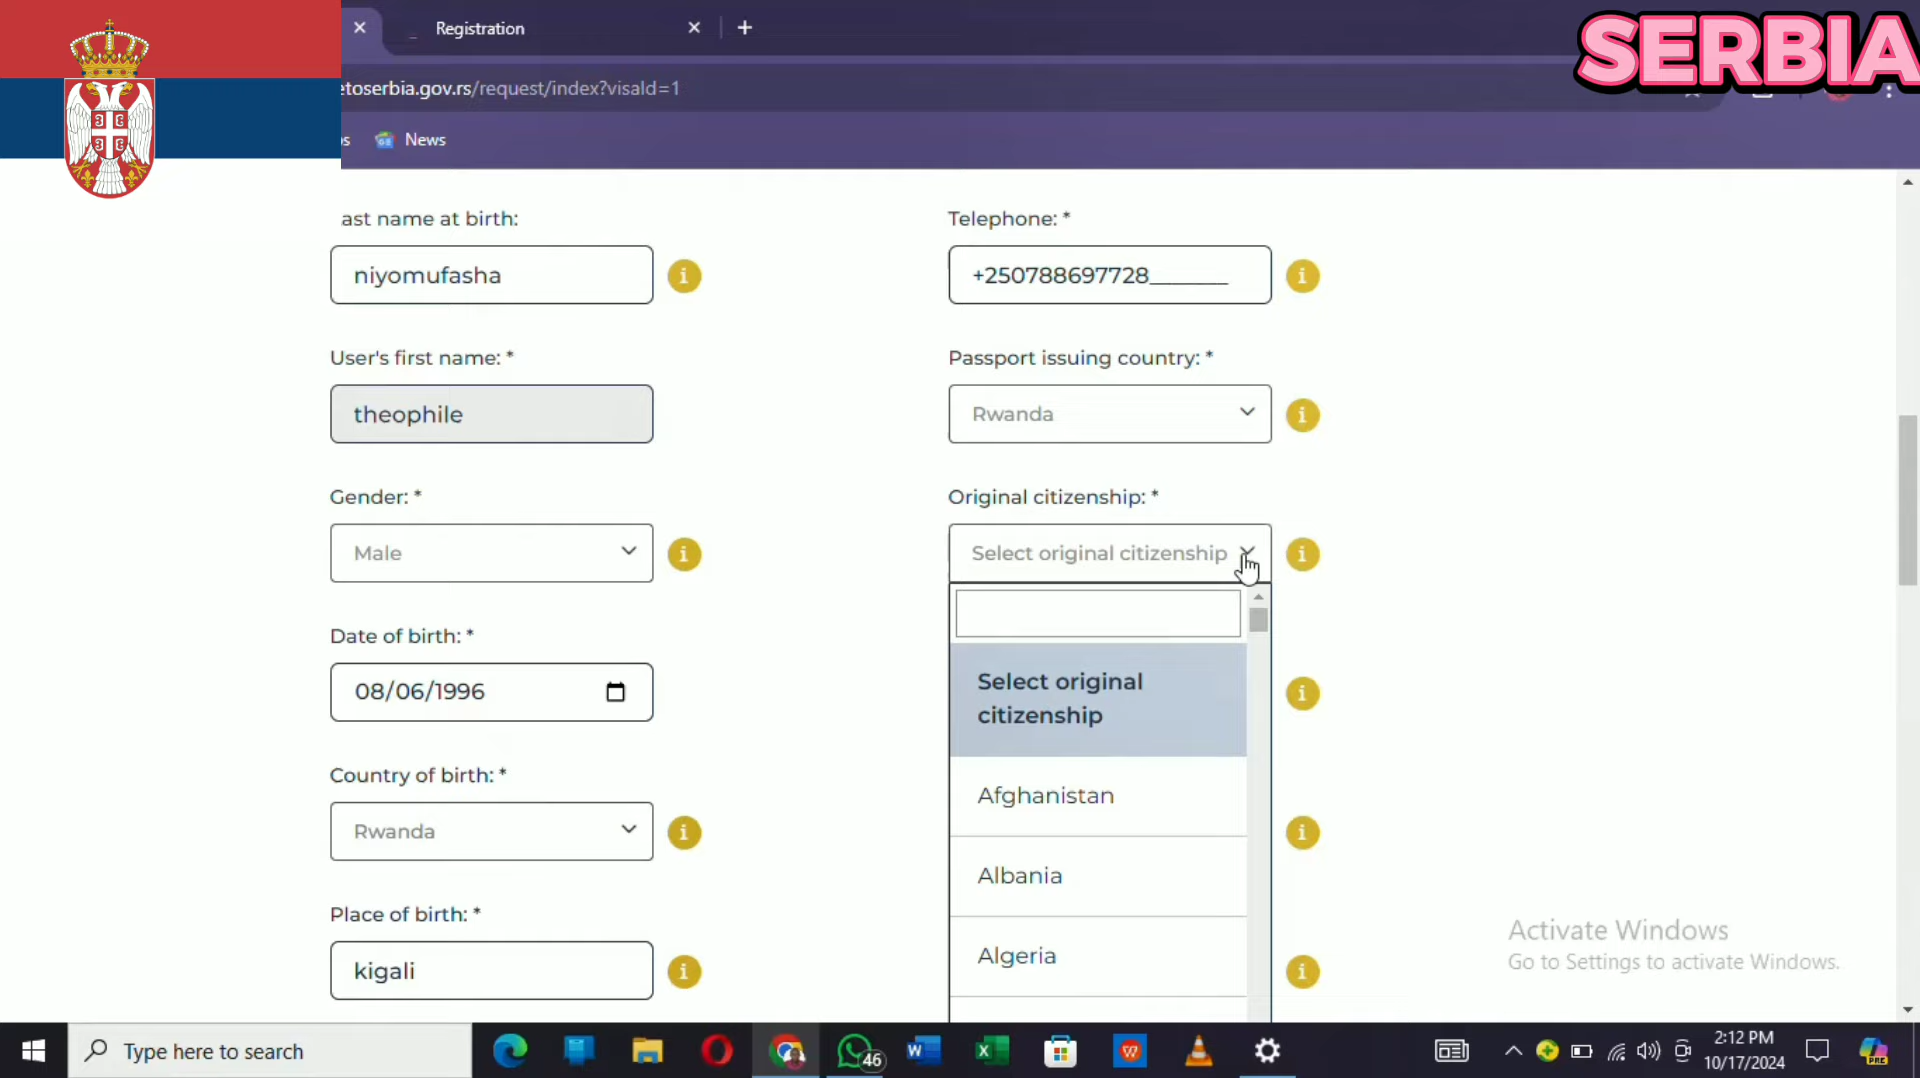 Registration
SERBIA
etoserbia.gov.rs/request/index?visaId=1
News
ast name at birth:
niyomufasha
Telephone: *
+250788697728_______
User's first name: *
theophile
Passport issuing country: *
Rwanda
Gender: *
Male
Original citizenship: *
Select original citizenship
Select original
citizenship
Afghanistan
Albania
Algeria
Date of birth: *
08/06/1996
Country of birth: *
Rwanda
Place of birth: *
kigali
Activate Windows
Go to Settings to activate Windows.
Type here to search
46
2:12 PM
10/17/2024